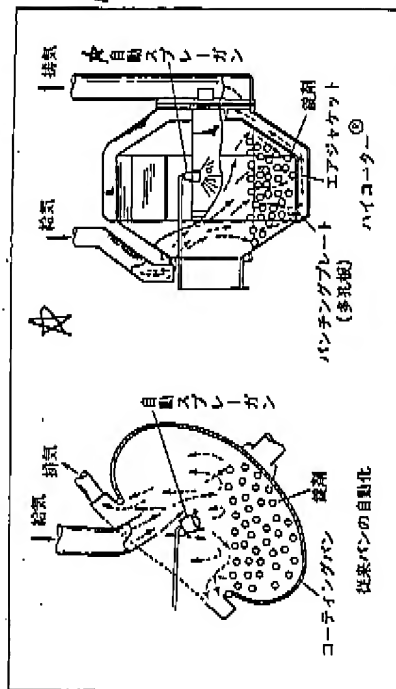 給気
排気
自動スプレーガン
錠剤
コーティングパン
従来パンの自動化
給気
排気
自動スプレーガン
錠剤
エアジャケット
パンチングプレート
(多孔板)
ハイコーター®